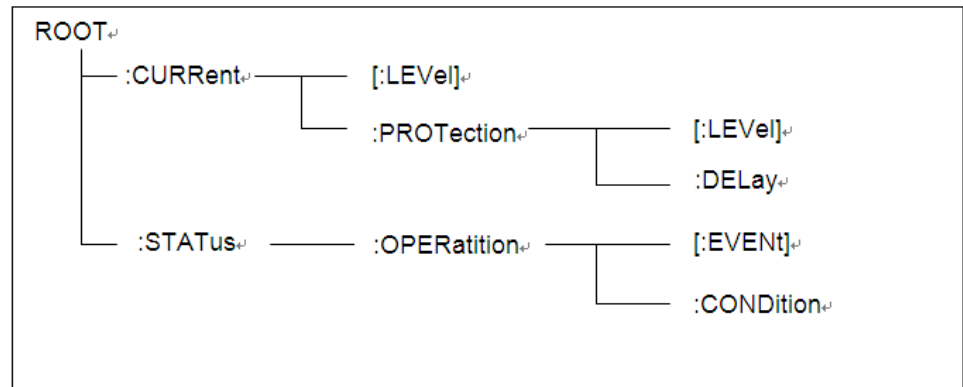 ROOT↵
:CURRent↵ [:LEVel]↵
:PROTection↵ [:LEVel]↵
:DELay↵
:STATus↵ :OPERatition↵ [:EVENt]↵
:CONDition↵